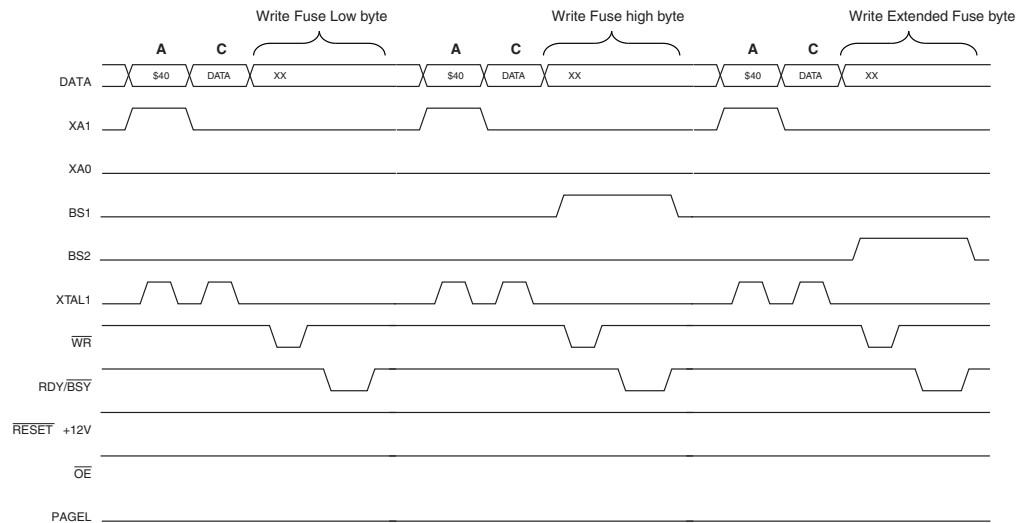 Write Fuse Low byte Write Fuse high byte Write Extended Fuse byte
A C A C A C
DATA $40 DATA XX $40 DATA XX $40 DATA XX
XA1
XA0
BS1
BS2
XTAL1
WR
RDY/BSY
RESET +12V
OE
PAGEL